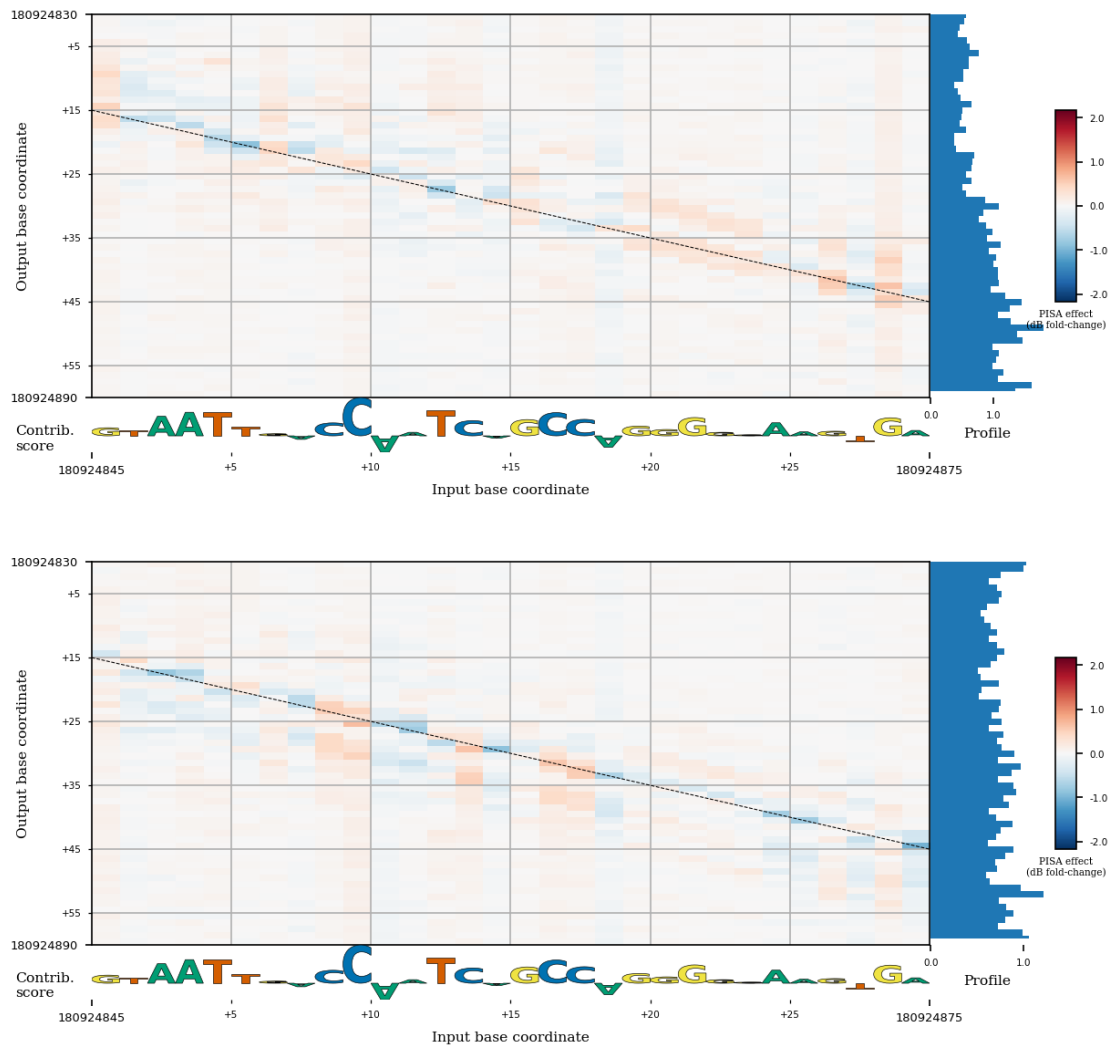 180924830
+5
+15
+25
+35
+45
+55
180924890
Output base coordinate
2.0
1.0
0.0
-1.0
-2.0
PISA effect
(dB fold-change)
0.0 1.0
Profile
Contrib.
score
G T A A T T C C A T C G C C A G G G A A G T G A
180924845 +5 +10 +15 +20 +25 180924875
Input base coordinate
180924830
+5
+15
+25
+35
+45
+55
180924890
Output base coordinate
2.0
1.0
0.0
-1.0
-2.0
PISA effect
(dB fold-change)
0.0 1.0
Profile
Contrib.
score
G T A A T T C C A T C G C C A G G G A A G T G A
180924845 +5 +10 +15 +20 +25 180924875
Input base coordinate